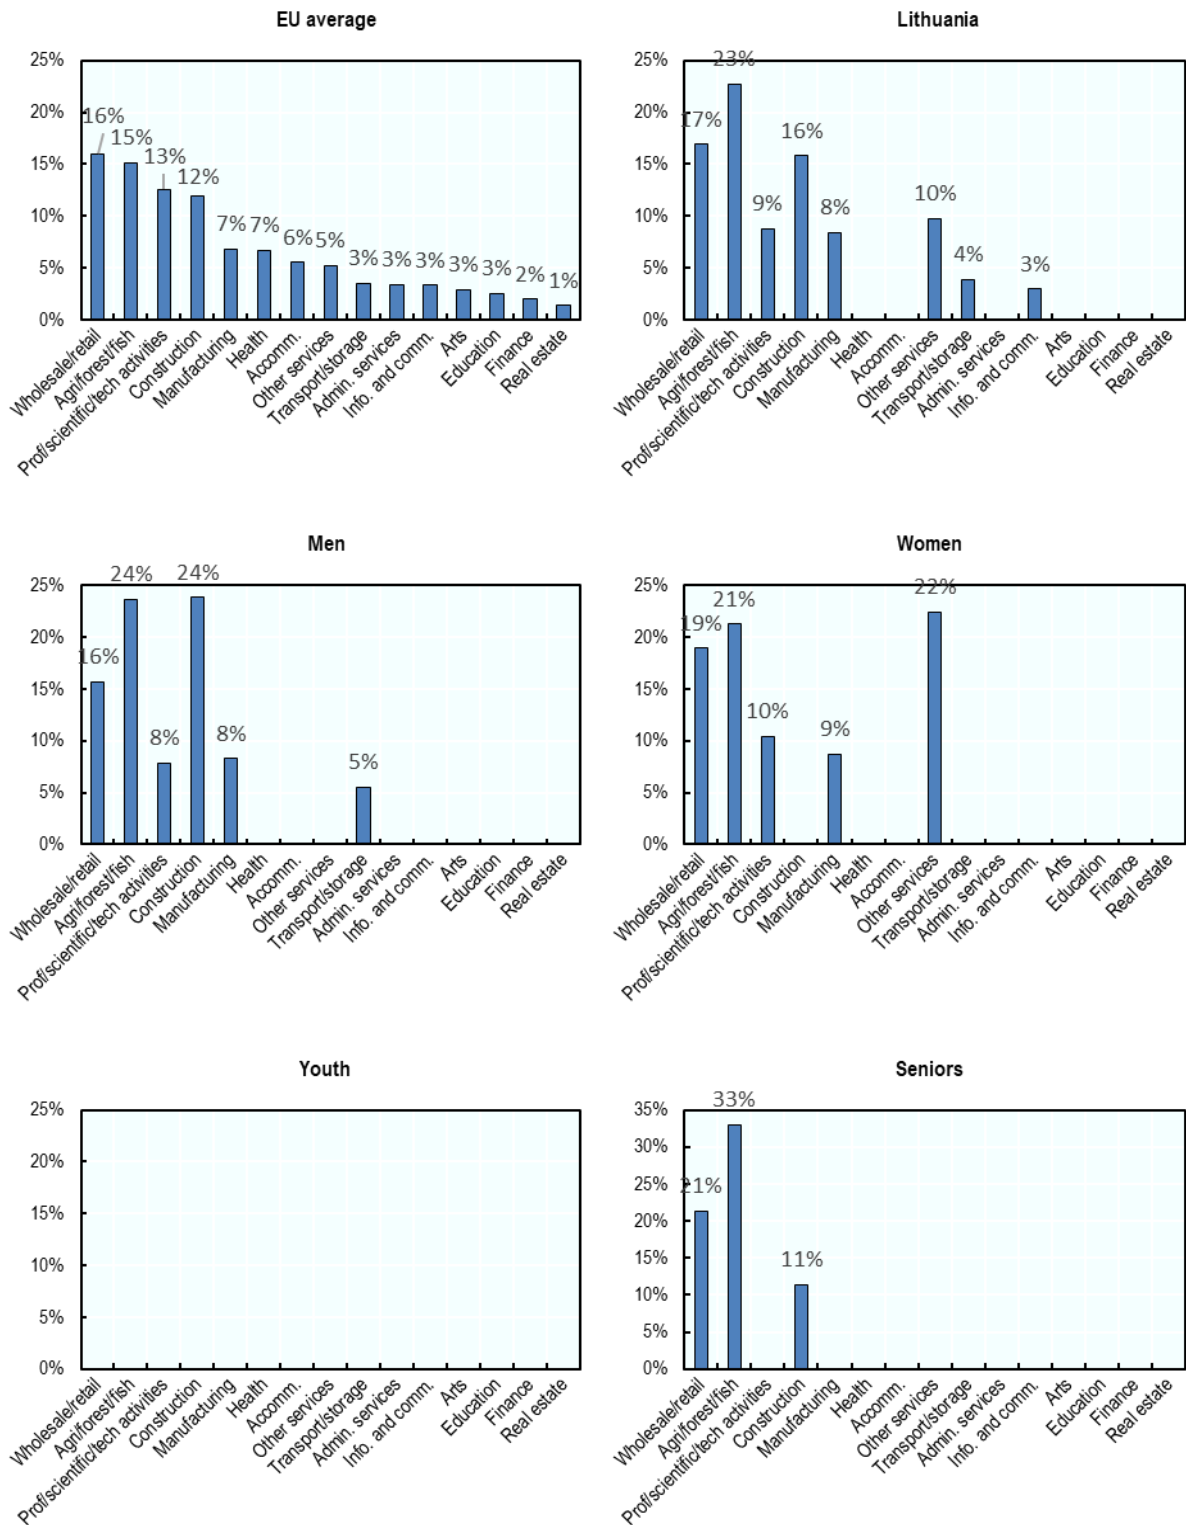 EU average
25%
20%
15%
10%
5%
0%
16%
15%
13%
12%
7%
7%
6%
5%
3%
3%
3%
3%
3%
2%
1%
Wholesale/retail
Agri/forest/fish
Prof/scientific/tech activities
Construction
Manufacturing
Health
Accomm.
Other services
Transport/storage
Admin. services
Info. and comm.
Arts
Education
Finance
Real estate
Lithuania
25%
20%
15%
10%
5%
0%
17%
23%
9%
16%
8%
10%
4%
3%
Wholesale/retail
Agri/forest/fish
Prof/scientific/tech activities
Construction
Manufacturing
Health
Accomm.
Other services
Transport/storage
Admin. services
Info. and comm.
Arts
Education
Finance
Real estate
Men
25%
20%
15%
10%
5%
0%
16%
24%
8%
24%
8%
5%
Wholesale/retail
Agri/forest/fish
Prof/scientific/tech activities
Construction
Manufacturing
Health
Accomm.
Other services
Transport/storage
Admin. services
Info. and comm.
Arts
Education
Finance
Real estate
Women
25%
20%
15%
10%
5%
0%
19%
21%
10%
9%
22%
Wholesale/retail
Agri/forest/fish
Prof/scientific/tech activities
Construction
Manufacturing
Health
Accomm.
Other services
Transport/storage
Admin. services
Info. and comm.
Arts
Education
Finance
Real estate
Youth
25%
20%
15%
10%
5%
0%
Wholesale/retail
Agri/forest/fish
Prof/scientific/tech activities
Construction
Manufacturing
Health
Accomm.
Other services
Transport/storage
Admin. services
Info. and comm.
Arts
Education
Finance
Real estate
Seniors
35%
30%
25%
20%
15%
10%
5%
0%
21%
33%
11%
Wholesale/retail
Agri/forest/fish
Prof/scientific/tech activities
Construction
Manufacturing
Health
Accomm.
Other services
Transport/storage
Admin. services
Info. and comm.
Arts
Education
Finance
Real estate